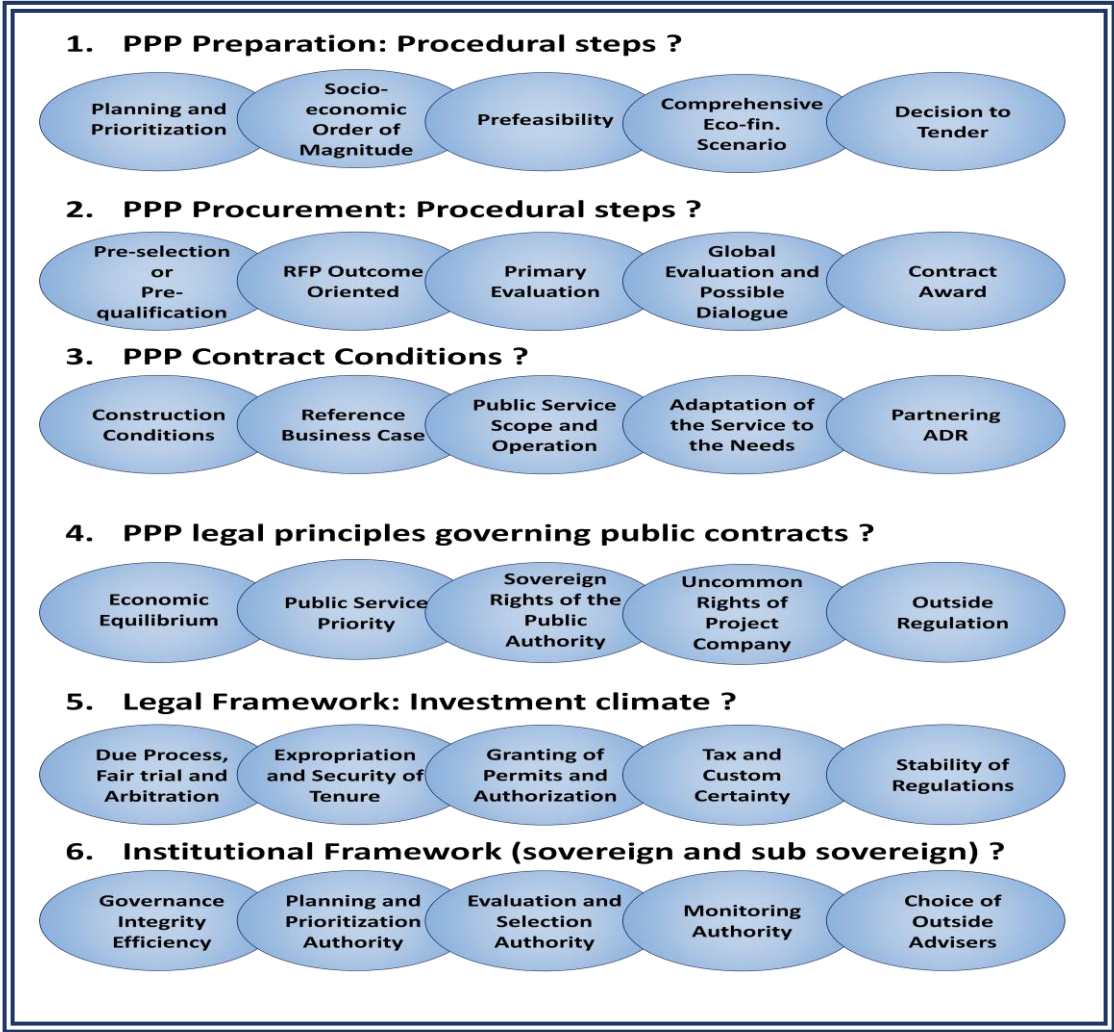 1. PPP Preparation: Procedural steps ?
Planning and
Prioritization
Socio-
economic
Order of
Magnitude
Prefeasibility
Comprehensive
Eco-fin.
Scenario
Decision to
Tender
2. PPP Procurement: Procedural steps ?
Pre-selection
or
Pre-
qualification
RFP Outcome
Oriented
Primary
Evaluation
Global
Evaluation and
Possible
Dialogue
Contract
Award
3. PPP Contract Conditions ?
Construction
Conditions
Reference
Business Case
Public Service
Scope and
Operation
Adaptation of
the Service to
the Needs
Partnering
ADR
4. PPP legal principles governing public contracts ?
Economic
Equilibrium
Public Service
Priority
Sovereign
Rights of the
Public
Authority
Uncommon
Rights of
Project
Company
Outside
Regulation
5. Legal Framework: Investment climate ?
Due Process,
Fair trial and
Arbitration
Expropriation
and Security of
Tenure
Granting of
Permits and
Authorization
Tax and
Custom
Certainty
Stability of
Regulations
6. Institutional Framework (sovereign and sub sovereign) ?
Governance
Integrity
Efficiency
Planning and
Prioritization
Authority
Evaluation and
Selection
Authority
Monitoring
Authority
Choice of
Outside
Advisers